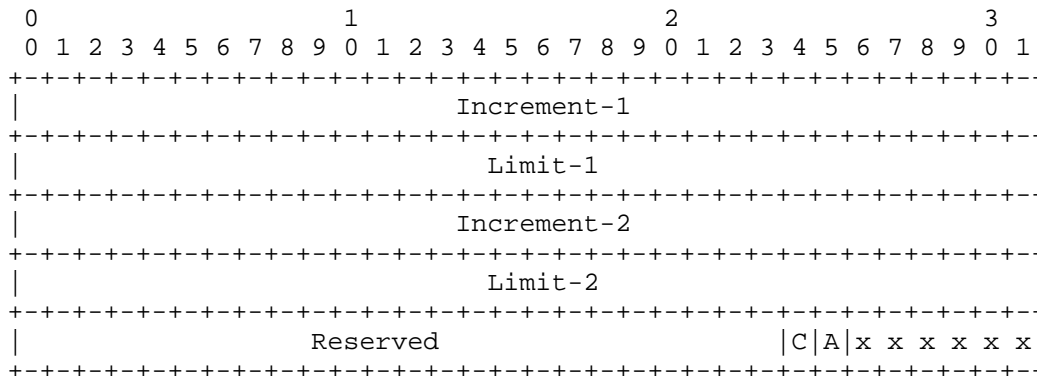 0                   1                   2                   3
 0 1 2 3 4 5 6 7 8 9 0 1 2 3 4 5 6 7 8 9 0 1 2 3 4 5 6 7 8 9 0 1
+-+-+-+-+-+-+-+-+-+-+-+-+-+-+-+-+-+-+-+-+-+-+-+-+-+-+-+-+-+-+-+--
|                           Increment-1
+-+-+-+-+-+-+-+-+-+-+-+-+-+-+-+-+-+-+-+-+-+-+-+-+-+-+-+-+-+-+-+--
|                             Limit-1
+-+-+-+-+-+-+-+-+-+-+-+-+-+-+-+-+-+-+-+-+-+-+-+-+-+-+-+-+-+-+-+--
|                           Increment-2
+-+-+-+-+-+-+-+-+-+-+-+-+-+-+-+-+-+-+-+-+-+-+-+-+-+-+-+-+-+-+-+--
|                             Limit-2
+-+-+-+-+-+-+-+-+-+-+-+-+-+-+-+-+-+-+-+-+-+-+-+-+-+-+-+-+-+-+-+--
|                  Reserved                     |C|A|x x x x x x
+-+-+-+-+-+-+-+-+-+-+-+-+-+-+-+-+-+-+-+-+-+-+-+-+-+-+-+-+-+-+-+--